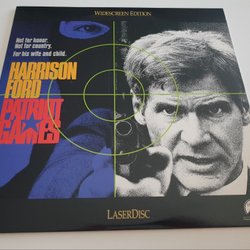 WIDESCREEN EDITION
Not for honor.
Not for country.
For his wife and child.
HARRISON
FORD
PATRIOT
GAMES
LASERDISC